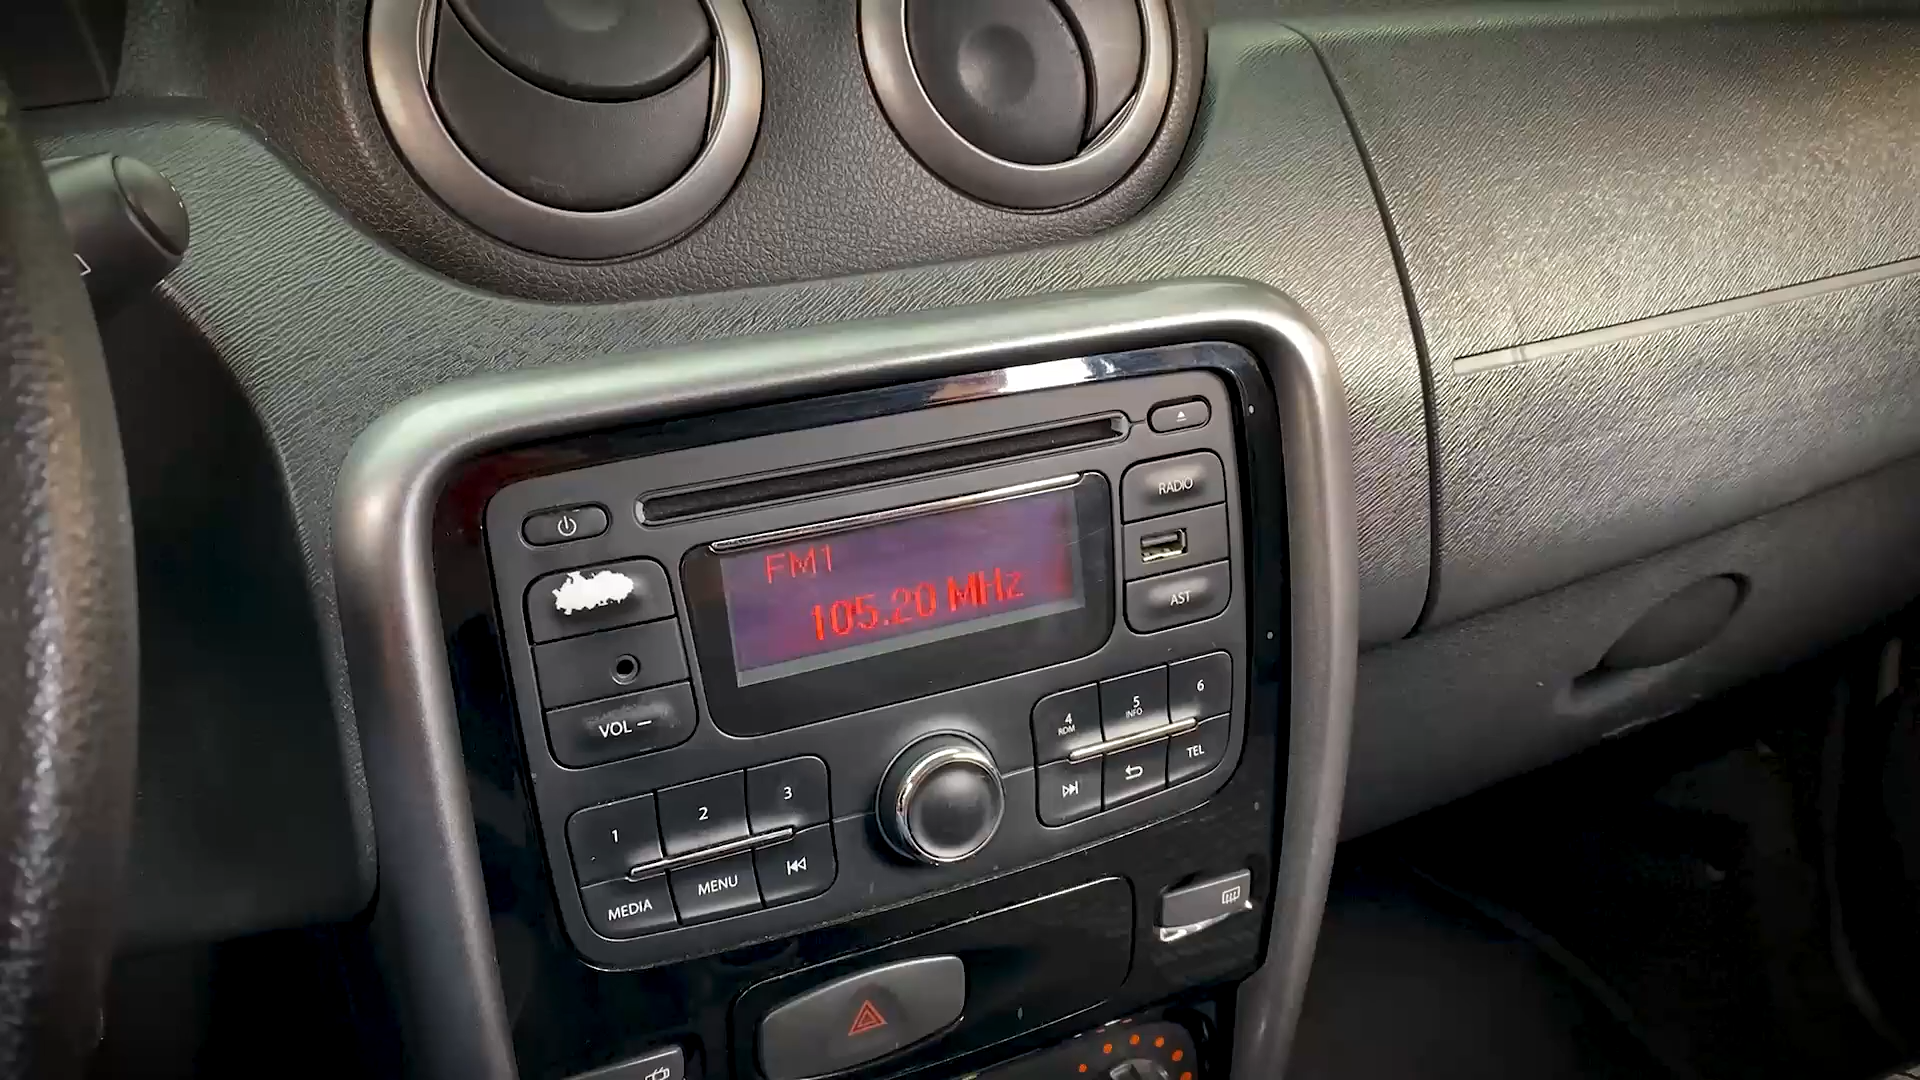 RADIO
FM1
105.20 MHz
AST
VOL −
1
2
3
4
RDM
5
INFO
6
MEDIA
MENU
TEL